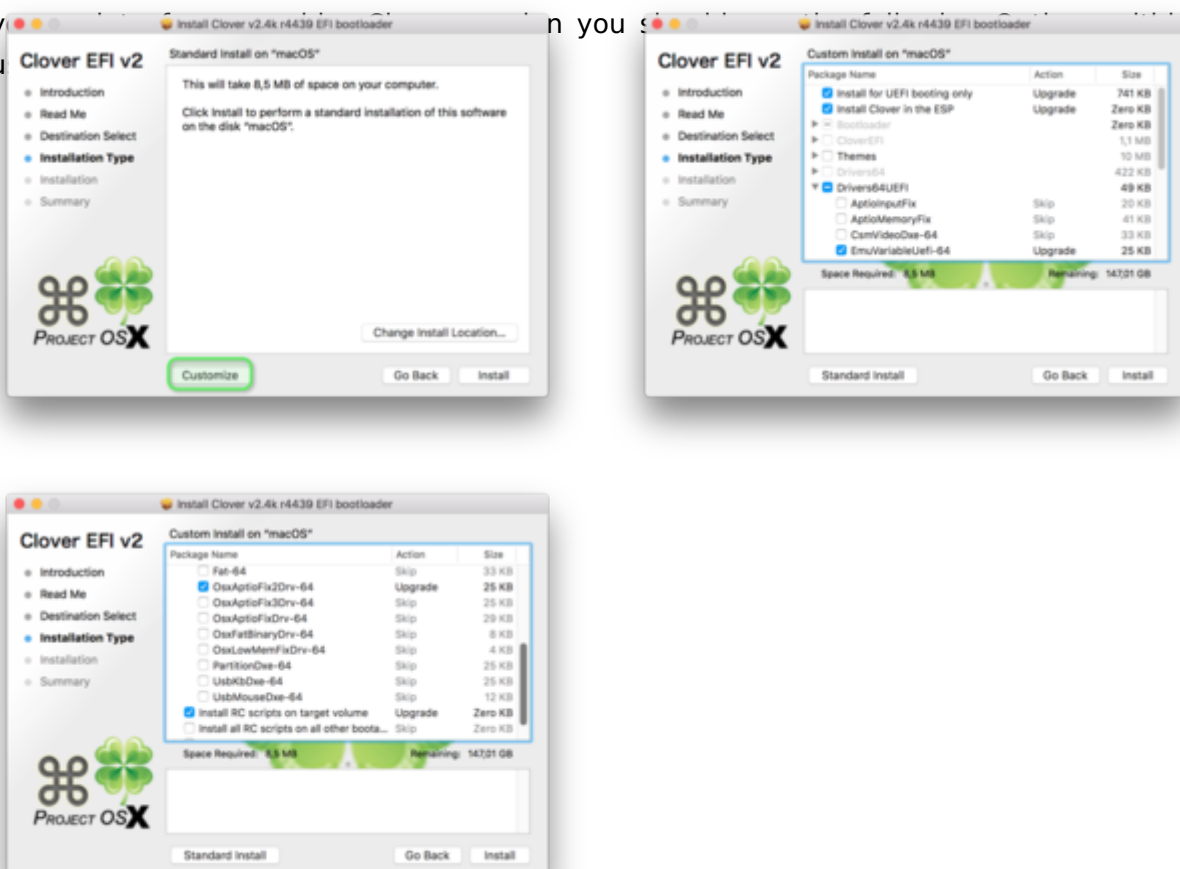 n you
Install Clover v2.4k r4439 EFI bootloader
Clover EFI v2
Standard Install on "macOS"
Introduction
Read Me
Destination Select
Installation Type
Installation
Summary
This will take 8,5 MB of space on your computer.
Click Install to perform a standard installation of this software
on the disk "macOS".
PROJECT OSX
Change Install Location...
Customize
Go Back
Install
Install Clover v2.4k r4439 EFI bootloader
Clover EFI v2
Custom Install on "macOS"
Introduction
Read Me
Destination Select
Installation Type
Installation
Summary
Package Name Action Size
Install for UEFI booting only Upgrade 741 KB
Install Clover in the ESP Upgrade Zero KB
Bootloader Zero KB
CloverEFI 1,1 MB
Themes 10 MB
Drivers64 422 KB
Drivers64UEFI 49 KB
AptioInputFix Skip 20 KB
AptioMemoryFix Skip 41 KB
CsmVideoDxe-64 Skip 33 KB
EmuVariableUefi-64 Upgrade 25 KB
Space Required: 8,5 MB Remaining: 147,01 GB
PROJECT OSX
Standard Install
Go Back
Install
Install Clover v2.4k r4439 EFI bootloader
Clover EFI v2
Custom Install on "macOS"
Introduction
Read Me
Destination Select
Installation Type
Installation
Summary
Package Name Action Size
Fat-64 Skip 33 KB
OsxAptioFix2Drv-64 Upgrade 25 KB
OsxAptioFix3Drv-64 Skip 25 KB
OsxAptioFixDrv-64 Skip 29 KB
OsxFatBinaryDrv-64 Skip 8 KB
OsxLowMemFixDrv-64 Skip 4 KB
PartitionDxe-64 Skip 25 KB
UsbKbDxe-64 Skip 25 KB
UsbMouseDxe-64 Skip 12 KB
Install RC scripts on target volume Upgrade Zero KB
Install all RC scripts on all other boota... Skip Zero KB
Space Required: 8,5 MB Remaining: 147,01 GB
PROJECT OSX
Standard Install
Go Back
Install